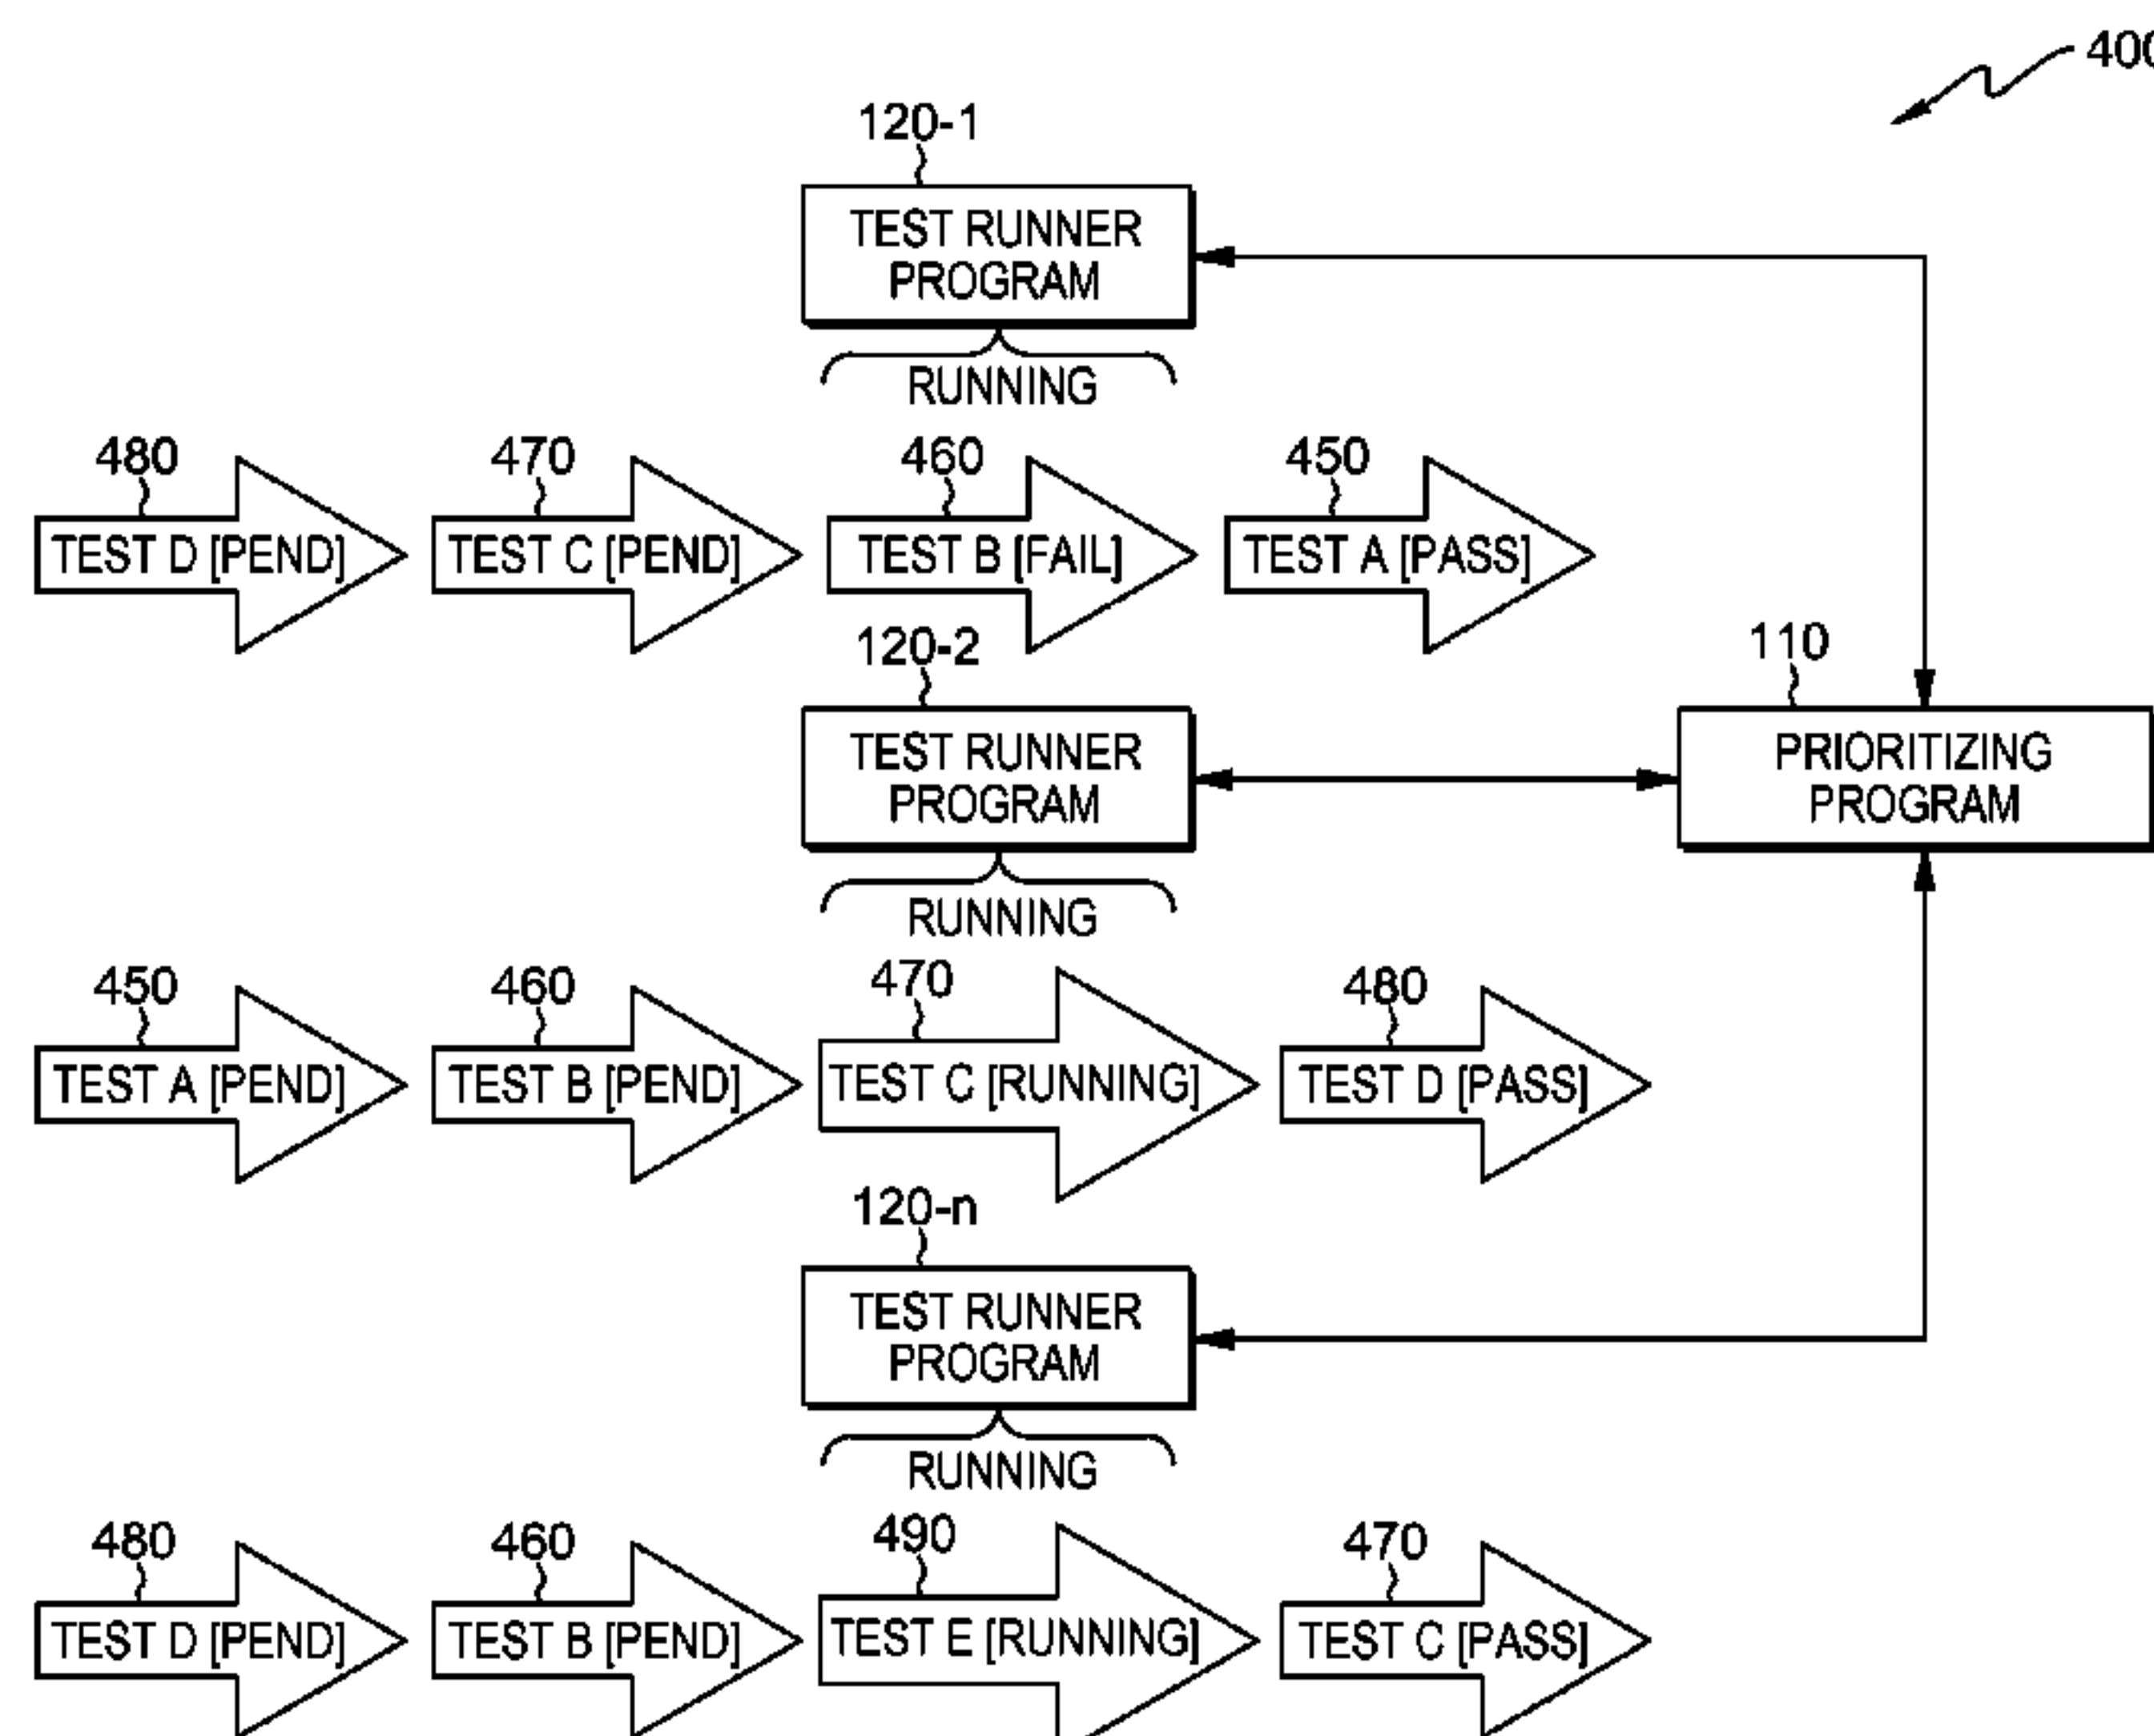 400
120-1
TEST RUNNER
PROGRAM
RUNNING
480
470
460
450
TEST D [PEND]
TEST C [PEND]
TEST B [FAIL]
TEST A [PASS]
120-2
110
TEST RUNNER
PROGRAM
PRIORITIZING
PROGRAM
RUNNING
450
460
470
480
TEST A [PEND]
TEST B [PEND]
TEST C [RUNNING]
TEST D [PASS]
120-n
TEST RUNNER
PROGRAM
RUNNING
480
460
490
470
TEST D [PEND]
TEST B [PEND]
TEST E [RUNNING]
TEST C [PASS]